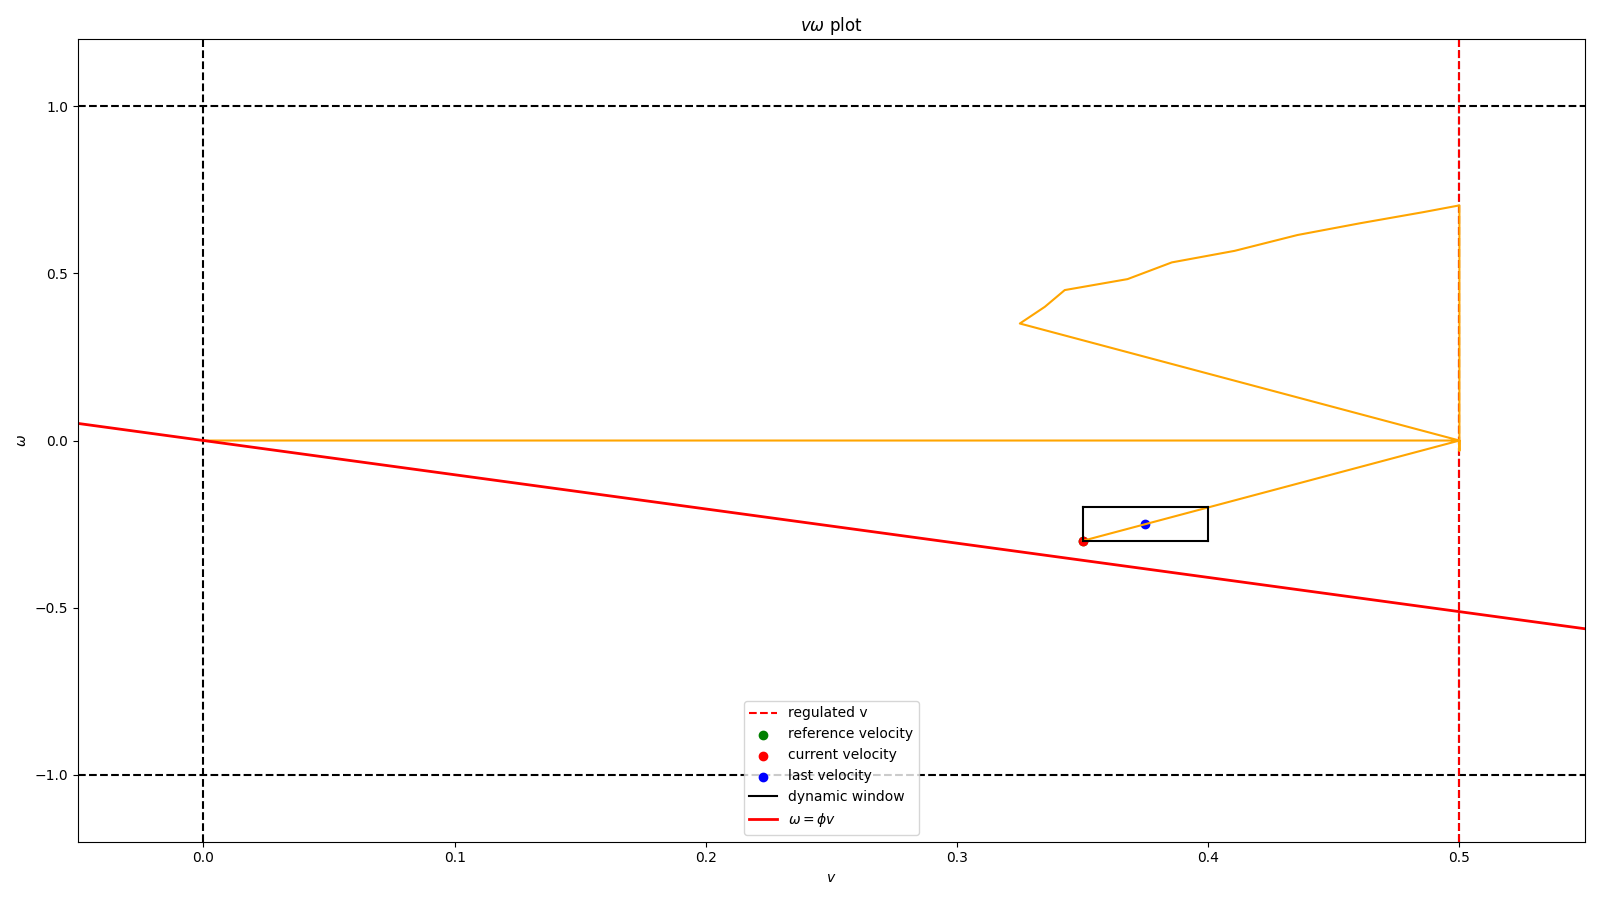 vω plot
1.0
0.5
0.0
−0.5
−1.0
ω
0.0 0.1 0.2 0.3 0.4 0.5
v
regulated v
reference velocity
current velocity
last velocity
dynamic window
ω = ϕv